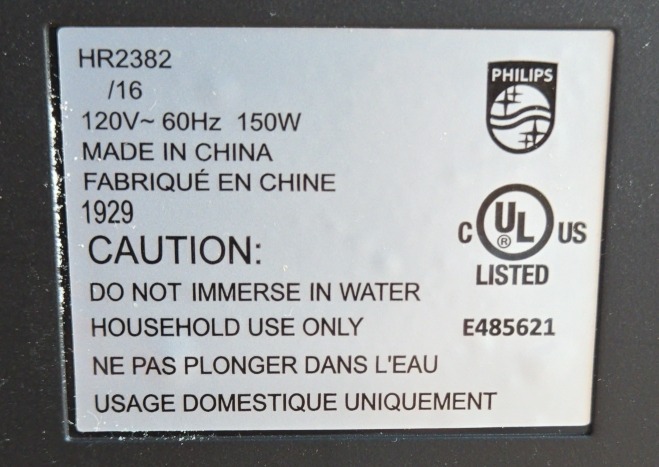 HR2382
/16
120V~ 60Hz 150W
MADE IN CHINA
FABRIQUÉ EN CHINE
1929
CAUTION:
DO NOT IMMERSE IN WATER
HOUSEHOLD USE ONLY
NE PAS PLONGER DANS L'EAU
USAGE DOMESTIQUE UNIQUEMENT
PHILIPS
C UL ® US
LISTED
E485621